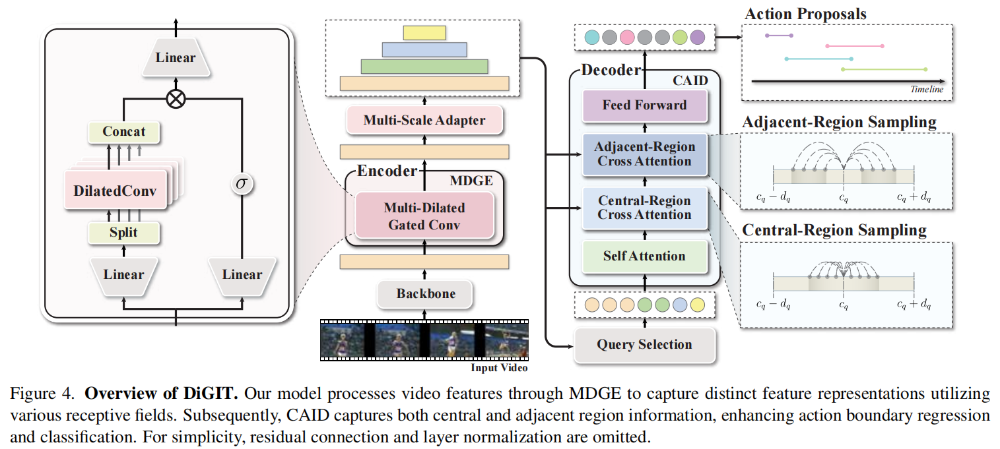 Linear
Concat
DilatedConv
σ
Split
Linear
Linear
Multi-Scale Adapter
Encoder
MDGE
Multi-Dilated
Gated Conv
Backbone
Input Video
Decoder
CAID
Feed Forward
Adjacent-Region
Cross Attention
Central-Region
Cross Attention
Self Attention
Query Selection
Action Proposals
Timeline
Adjacent-Region Sampling
c_q − d_q c_q c_q + d_q
Central-Region Sampling
c_q − d_q c_q c_q + d_q
Figure 4. Overview of DiGIT. Our model processes video features through MDGE to capture distinct feature representations utilizing
various receptive fields. Subsequently, CAID captures both central and adjacent region information, enhancing action boundary regression
and classification. For simplicity, residual connection and layer normalization are omitted.